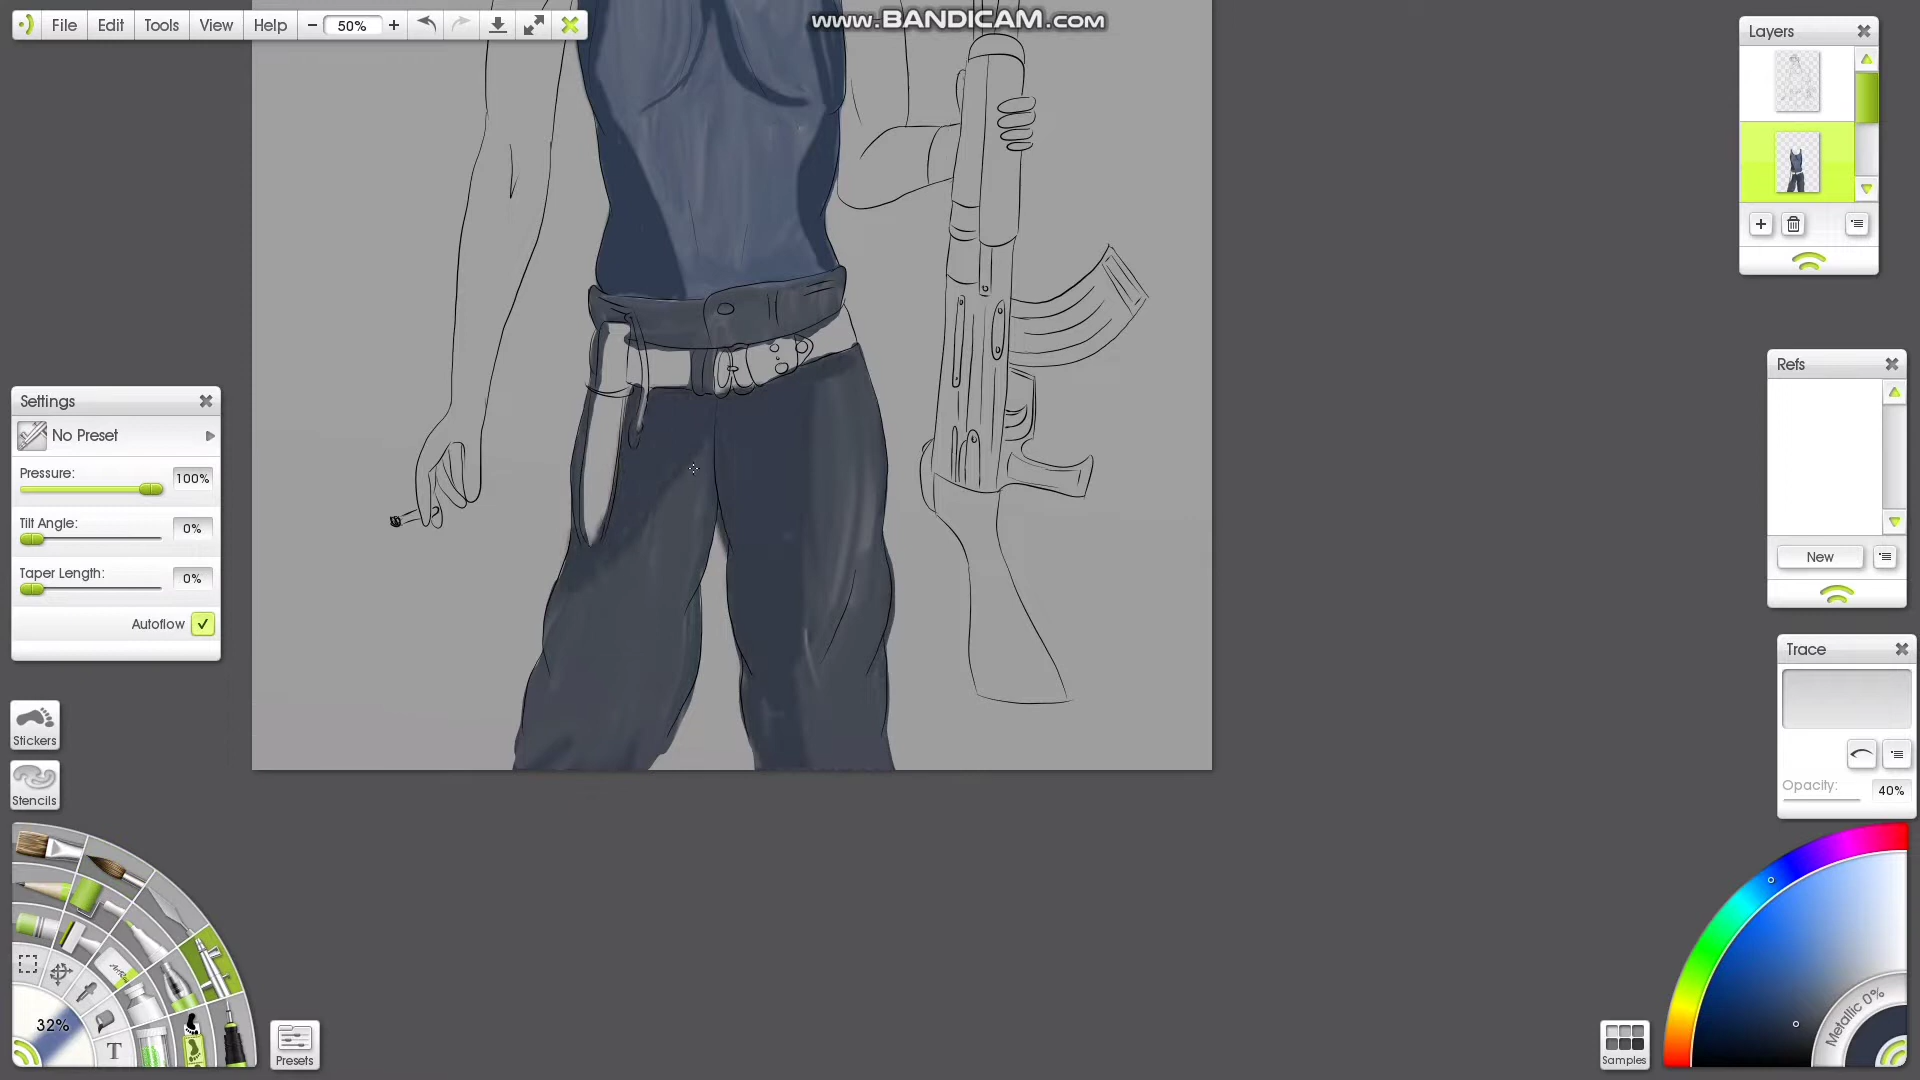 File Edit Tools View Help − 50% +
www.BANDICAM.com
Layers
Settings
No Preset
Pressure: 100%
Tilt Angle: 0%
Taper Length: 0%
Autoflow
Refs
New
Trace
Opacity: 40%
Stickers
Stencils
32%
T
Presets
Samples
Metallic 0%